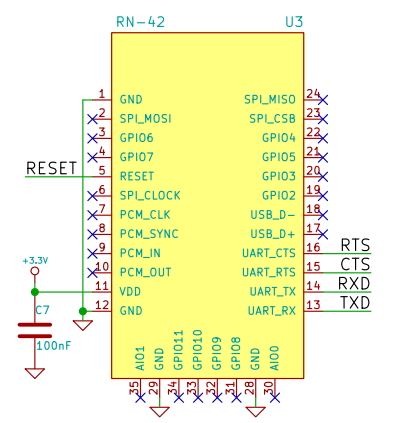 RN-42 U3
1 GND SPI_MISO 24
2 SPI_MOSI SPI_CSB 23
3 GPIO6 GPIO4 22
4 GPIO7 GPIO5 21
RESET 5 RESET GPIO3 20
6 SPI_CLOCK GPIO2 19
7 PCM_CLK USB_D- 18
8 PCM_SYNC USB_D+ 17
9 PCM_IN UART_CTS 16 RTS
10 PCM_OUT UART_RTS 15 CTS
+3.3V
11 VDD UART_TX 14 RXD
12 GND UART_RX 13 TXD
C7
100nF
AIO1 GND GPIO11 GPIO10 GPIO9 GPIO8 GND AIO0
35 29 34 33 32 31 28 30